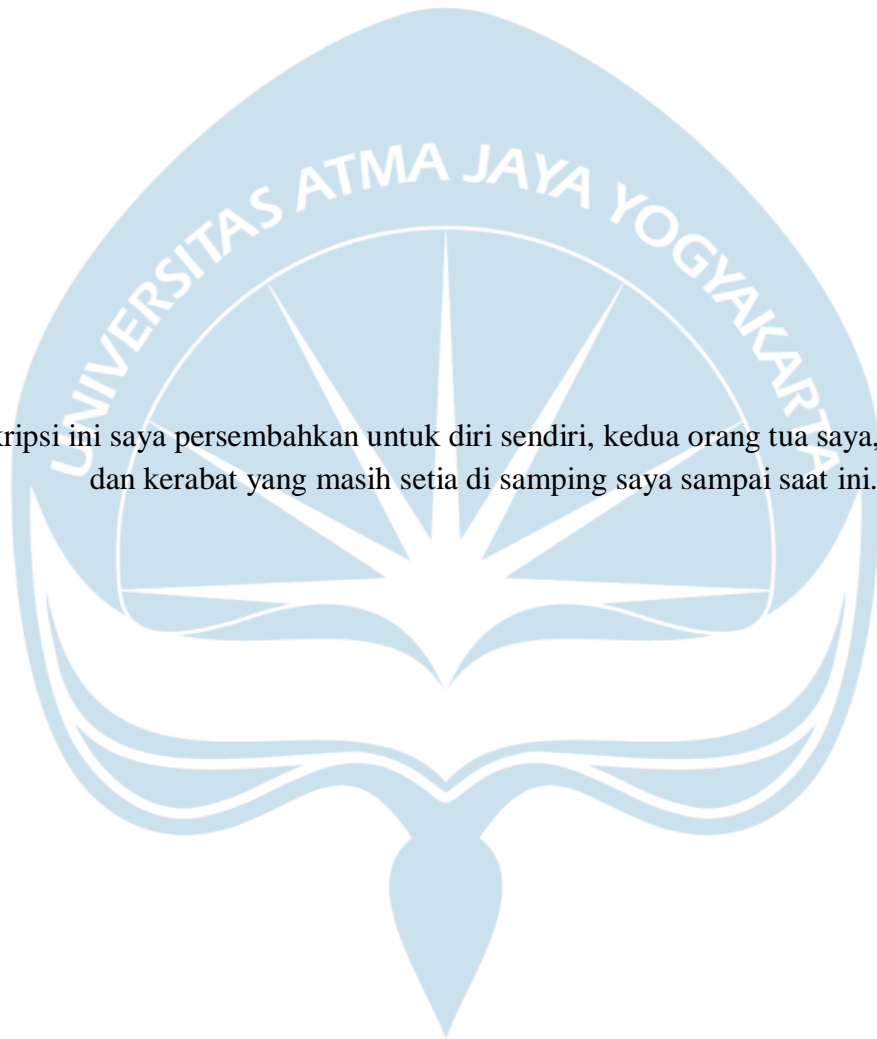 UNIVERSITAS ATMA JAYA YOGYAKARTA
kripsi ini saya persembahkan untuk diri sendiri, kedua orang tua saya,
dan kerabat yang masih setia di samping saya sampai saat ini.